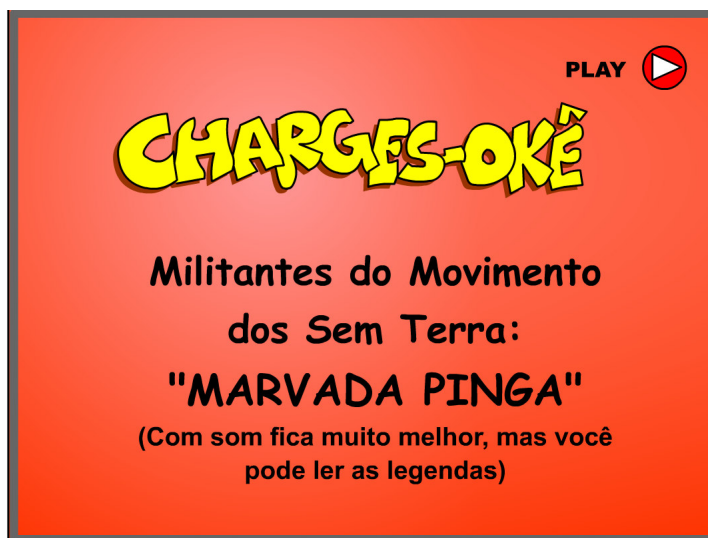 PLAY
CHARGES-OKÊ
Militantes do Movimento
dos Sem Terra:
"MARVADA PINGA"
(Com som fica muito melhor, mas você
pode ler as legendas)